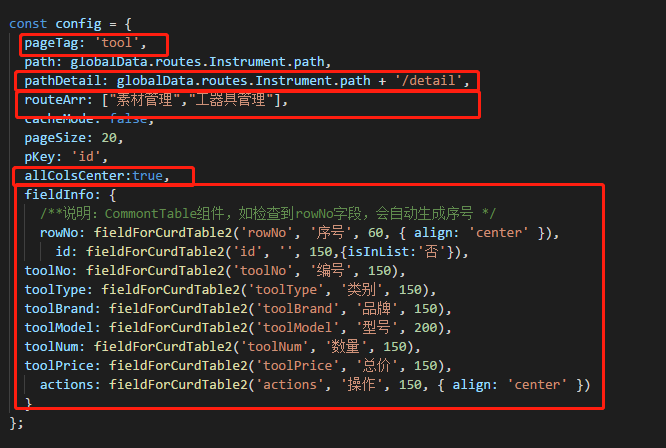 const config = {
pageTag: 'tool',
path: globalData.routes.Instrument.path,
pathDetail: globalData.routes.Instrument.path + '/detail',
routeArr: ["素材管理","工器具管理"],
cacheMode: false,
pageSize: 20,
pKey: 'id',
allColsCenter:true,
fieldInfo: {
/**说明: CommontTable组件, 如检查到rowNo字段, 会自动生成序号 */
rowNo: fieldForCurdTable2('rowNo', '序号', 60, { align: 'center' }),
id: fieldForCurdTable2('id', '', 150,{isInList:'否'}),
toolNo: fieldForCurdTable2('toolNo', '编号', 150),
toolType: fieldForCurdTable2('toolType', '类别', 150),
toolBrand: fieldForCurdTable2('toolBrand', '品牌', 150),
toolModel: fieldForCurdTable2('toolModel', '型号', 200),
toolNum: fieldForCurdTable2('toolNum', '数量', 150),
toolPrice: fieldForCurdTable2('toolPrice', '总价', 150),
actions: fieldForCurdTable2('actions', '操作', 150, { align: 'center' })
}
};